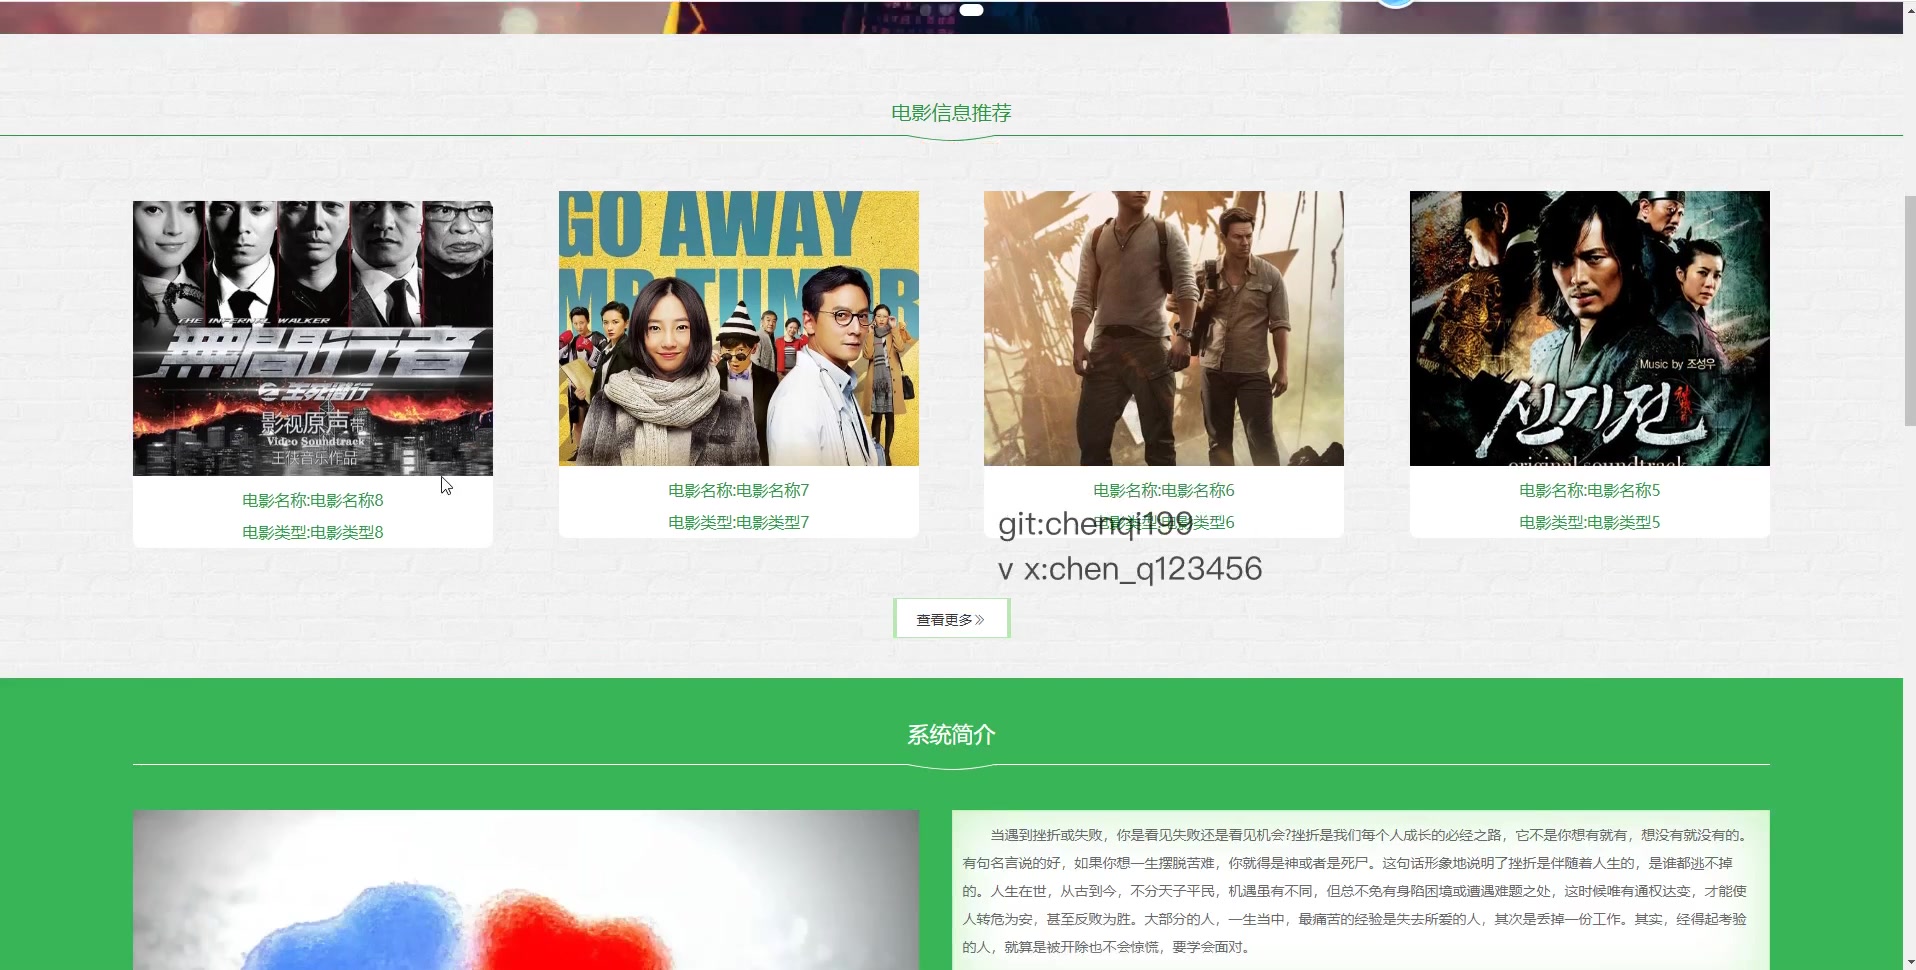 电影信息推荐
THE INFERNAL WALKER
無間行者
生死潜行
影视原声带
Video Soundtrack
王侠音乐作品
电影名称:电影名称8
电影类型:电影类型8
GO AWAY
MR TUMOR
电影名称:电影名称7
电影类型:电影类型7
电影名称:电影名称6
电影类型:电影类型6
Music by 조성우
신기전
original soundtrack
电影名称:电影名称5
电影类型:电影类型5
git:chenqi199
v x:chen_q123456
查看更多》
系统简介
当遇到挫折或失败，你是看见失败还是看见机会?挫折是我们每个人成长的必经之路，它不是你想有就有，想没有就没有的。
有句名言说的好，如果你想一生摆脱苦难，你就得是神或者是死尸。这句话形象地说明了挫折是伴随着人生的，是谁都逃不掉
的。人生在世，从古到今，不分天子平民，机遇虽有不同，但总不免有身陷困境或遭遇难题之处，这时候唯有通权达变，才能使
人转危为安，甚至反败为胜。大部分的人，一生当中，最痛苦的经验是失去所爱的人，其次是丢掉一份工作。其实，经得起考验
的人，就算是被开除也不会惊慌，要学会面对。